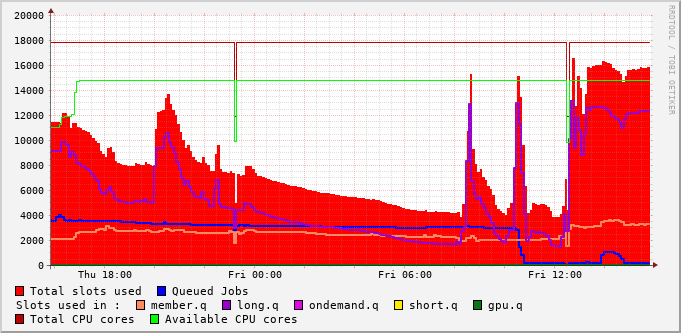 20000
18000
16000
14000
12000
10000
8000
6000
4000
2000
0
Thu 18:00 Fri 00:00 Fri 06:00 Fri 12:00
Total slots used Queued Jobs
Slots used in : member.q long.q ondemand.q short.q gpu.q
Total CPU cores Available CPU cores
RRDTOOL / TOBI OETIKER